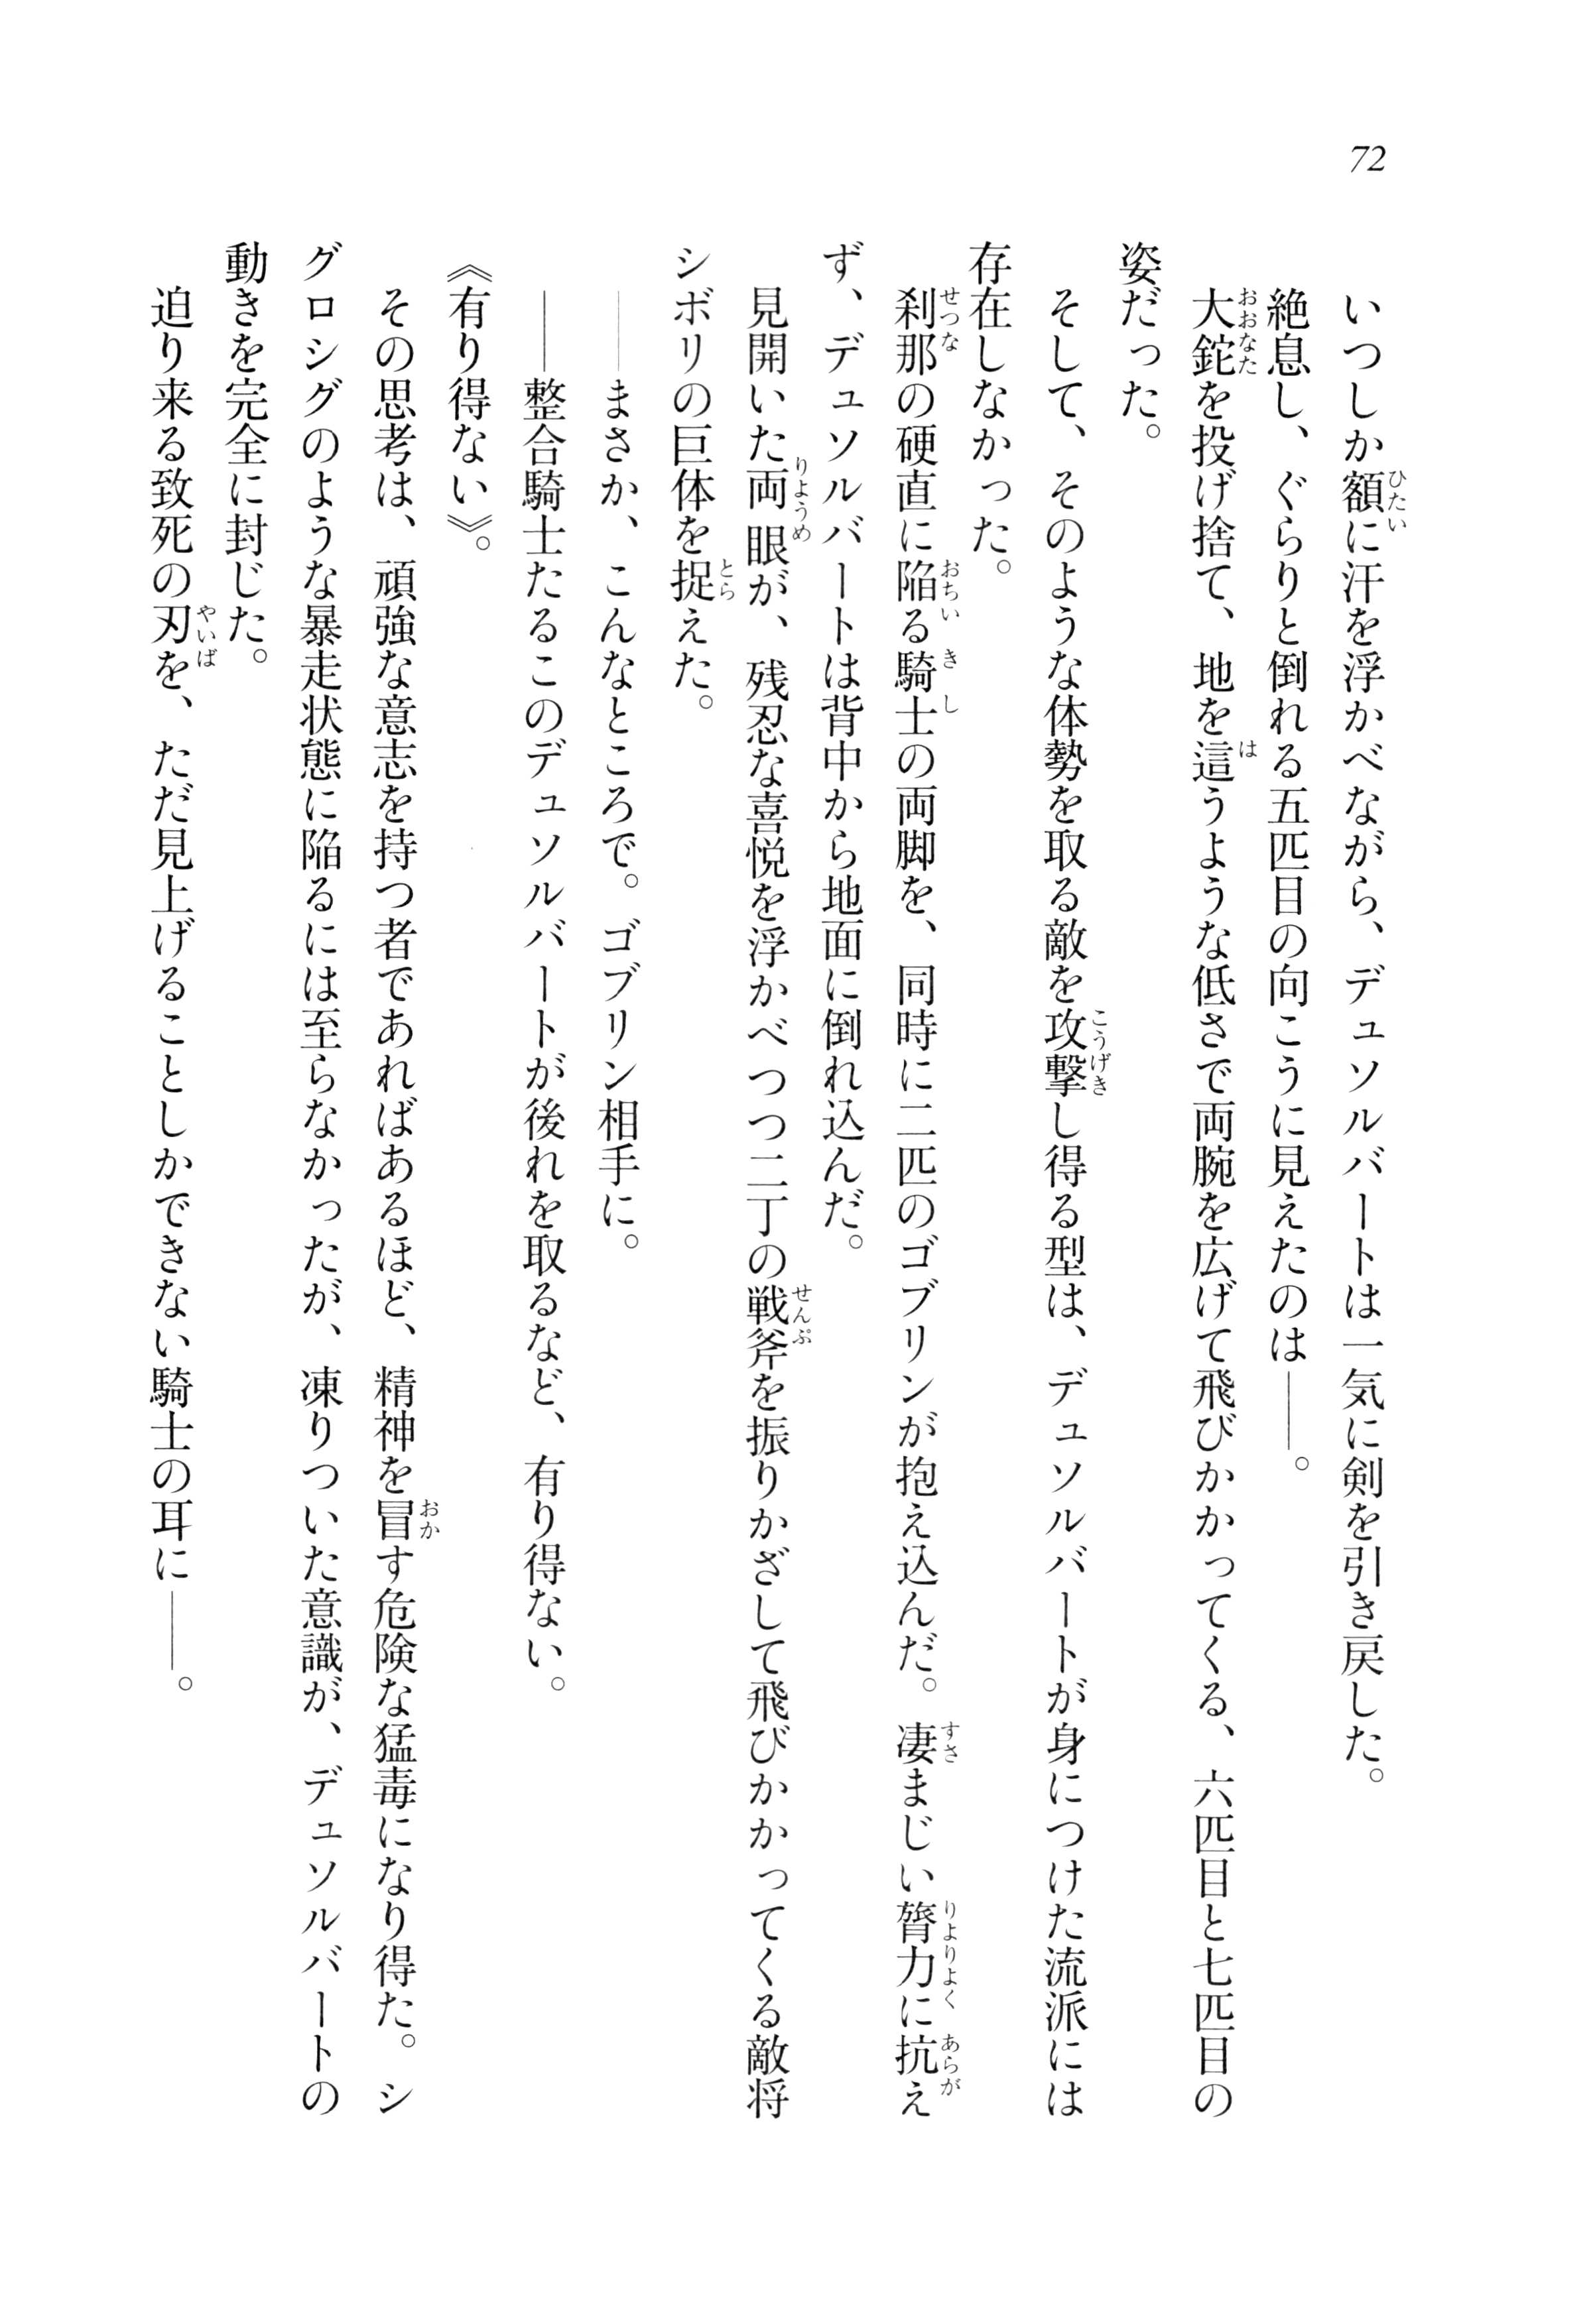 72
いつしか額に汗を浮かべながら、デュソルバートは一気に剣を引き戻した。
絶息し、ぐらりと倒れる五匹目の向こうに見えたのは――。
大鉈を投げ捨て、地を這うような低さで両腕を広げて飛びかかってくる、六匹目と七匹目の
姿だった。
そして、そのような体勢を取る敵を攻撃し得る型は、デュソルバートが身につけた流派には
存在しなかった。
刹那の硬直に陥る騎士の両脚を、同時に二匹のゴブリンが抱え込んだ。凄まじい膂力に抗え
ず、デュソルバートは背中から地面に倒れ込んだ。
見開いた両眼が、残忍な喜悦を浮かべつつ二丁の戦斧を振りかざして飛びかかってくる敵将
シボリの巨体を捉えた。
――まさか、こんなところで。ゴブリン相手に。
――整合騎士たるこのデュソルバートが後れを取るなど、有り得ない。
《有り得ない》。
その思考は、頑強な意志を持つ者であればあるほど、精神を冒す危険な猛毒になり得た。シ
グロシグのような暴走状態に陥るには至らなかったが、凍りついた意識が、デュソルバートの
動きを完全に封じた。
迫り来る致死の刃を、ただ見上げることしかできない騎士の耳に――。